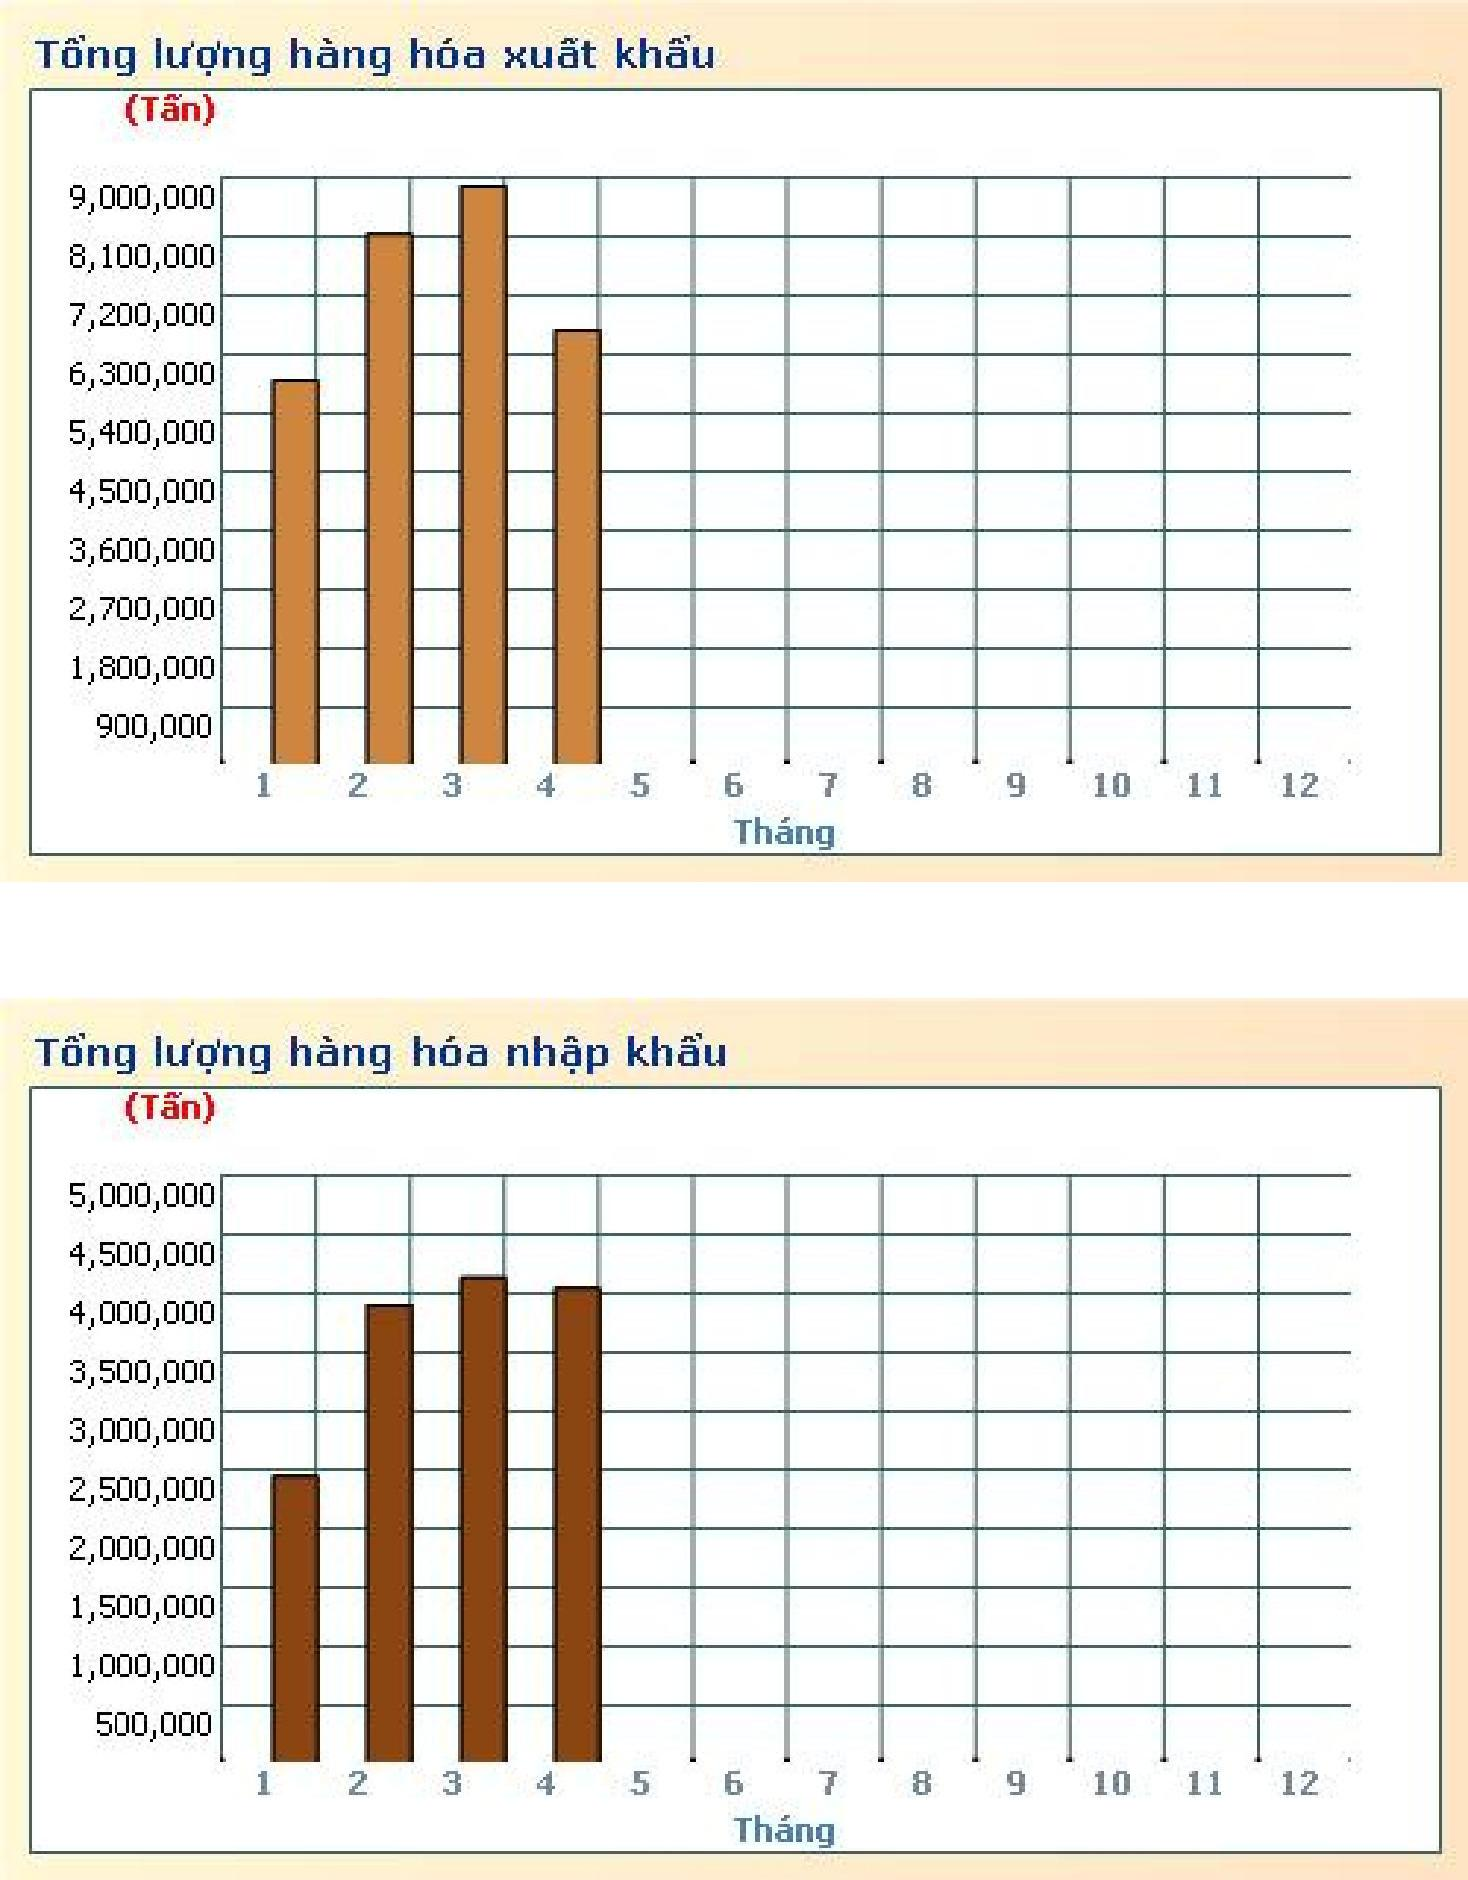 Tổng lượng hàng hóa xuất khẩu
(Tấn)
9,000,000
8,100,000
7,200,000
6,300,000
5,400,000
4,500,000
3,600,000
2,700,000
1,800,000
900,000
1 2 3 4 5 6 7 8 9 10 11 12
Tháng
Tổng lượng hàng hóa nhập khẩu
(Tấn)
5,000,000
4,500,000
4,000,000
3,500,000
3,000,000
2,500,000
2,000,000
1,500,000
1,000,000
500,000
1 2 3 4 5 6 7 8 9 10 11 12
Tháng